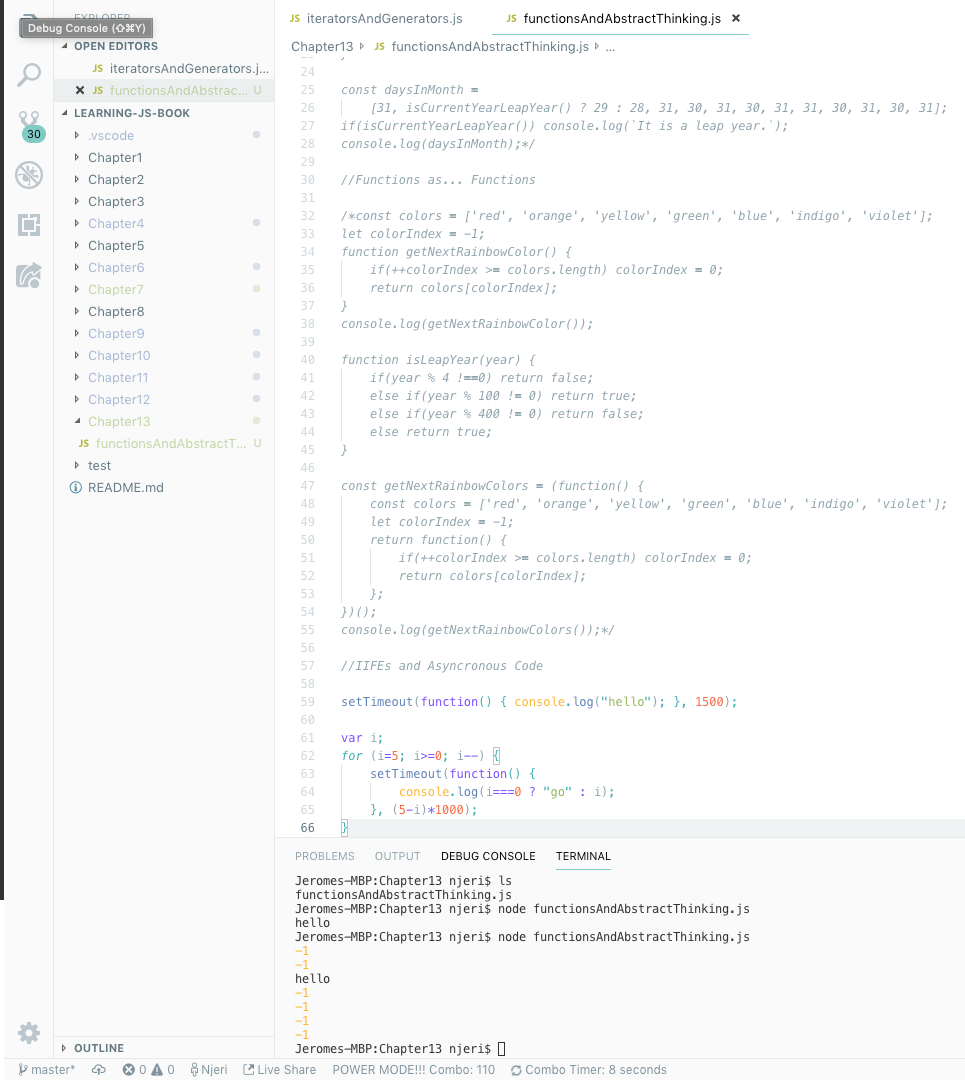 EXPLORER
Debug Console (⇧⌘Y)
OPEN EDITORS
JS iteratorsAndGenerators.j...
JS functionsAndAbstrac... U
LEARNING-JS-BOOK
.vscode
Chapter1
Chapter2
Chapter3
Chapter4
Chapter5
Chapter6
Chapter7
Chapter8
Chapter9
Chapter10
Chapter11
Chapter12
Chapter13
JS functionsAndAbstractT... U
test
README.md
OUTLINE
30
JS iteratorsAndGenerators.js
JS functionsAndAbstractThinking.js ×
Chapter13 JS functionsAndAbstractThinking.js ...
24
25 const daysInMonth =
26 [31, isCurrentYearLeapYear() ? 29 : 28, 31, 30, 31, 30, 31, 31, 30, 31, 30, 31];
27 if(isCurrentYearLeapYear()) console.log(`It is a leap year.`);
28 console.log(daysInMonth);*/
29
30 //Functions as... Functions
31
32 /*const colors = ['red', 'orange', 'yellow', 'green', 'blue', 'indigo', 'violet'];
33 let colorIndex = -1;
34 function getNextRainbowColor() {
35 if(++colorIndex >= colors.length) colorIndex = 0;
36 return colors[colorIndex];
37 }
38 console.log(getNextRainbowColor());
39
40 function isLeapYear(year) {
41 if(year % 4 !==0) return false;
42 else if(year % 100 != 0) return true;
43 else if(year % 400 != 0) return false;
44 else return true;
45 }
46
47 const getNextRainbowColors = (function() {
48 const colors = ['red', 'orange', 'yellow', 'green', 'blue', 'indigo', 'violet'];
49 let colorIndex = -1;
50 return function() {
51 if(++colorIndex >= colors.length) colorIndex = 0;
52 return colors[colorIndex];
53 };
54 })();
55 console.log(getNextRainbowColors());*/
56
57 //IIFEs and Asyncronous Code
58
59 setTimeout(function() { console.log("hello"); }, 1500);
60
61 var i;
62 for (i=5; i>=0; i--) {
63 setTimeout(function() {
64 console.log(i===0 ? "go" : i);
65 }, (5-i)*1000);
66 }
PROBLEMS OUTPUT DEBUG CONSOLE TERMINAL
Jeromes-MBP:Chapter13 njeri$ ls
functionsAndAbstractThinking.js
Jeromes-MBP:Chapter13 njeri$ node functionsAndAbstractThinking.js
hello
Jeromes-MBP:Chapter13 njeri$ node functionsAndAbstractThinking.js
-1
-1
hello
-1
-1
-1
-1
Jeromes-MBP:Chapter13 njeri$
master* 0 0 Njeri Live Share POWER MODE!!! Combo: 110 Combo Timer: 8 seconds